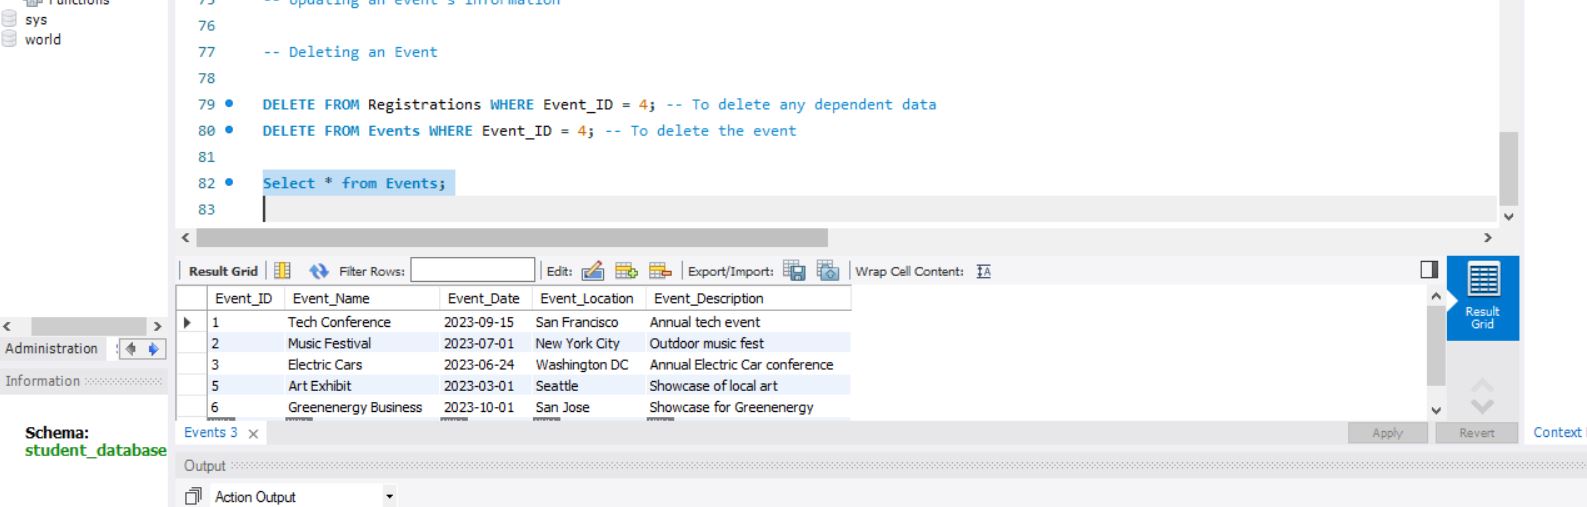 Functions
sys
world
75 -- Updating an event's information
76
77 -- Deleting an Event
78
79 DELETE FROM Registrations WHERE Event_ID = 4; -- To delete any dependent data
80 DELETE FROM Events WHERE Event_ID = 4; -- To delete the event
81
82 Select * from Events;
83
Result Grid Filter Rows: Edit: Export/Import: Wrap Cell Content:
Event_ID Event_Name Event_Date Event_Location Event_Description
1 Tech Conference 2023-09-15 San Francisco Annual tech event
2 Music Festival 2023-07-01 New York City Outdoor music fest
3 Electric Cars 2023-06-24 Washington DC Annual Electric Car conference
5 Art Exhibit 2023-03-01 Seattle Showcase of local art
6 Greenenergy Business 2023-10-01 San Jose Showcase for Greenenergy
Result
Grid
Administration
Information
Schema:
student_database
Events 3
Apply Revert
Context
Output
Action Output